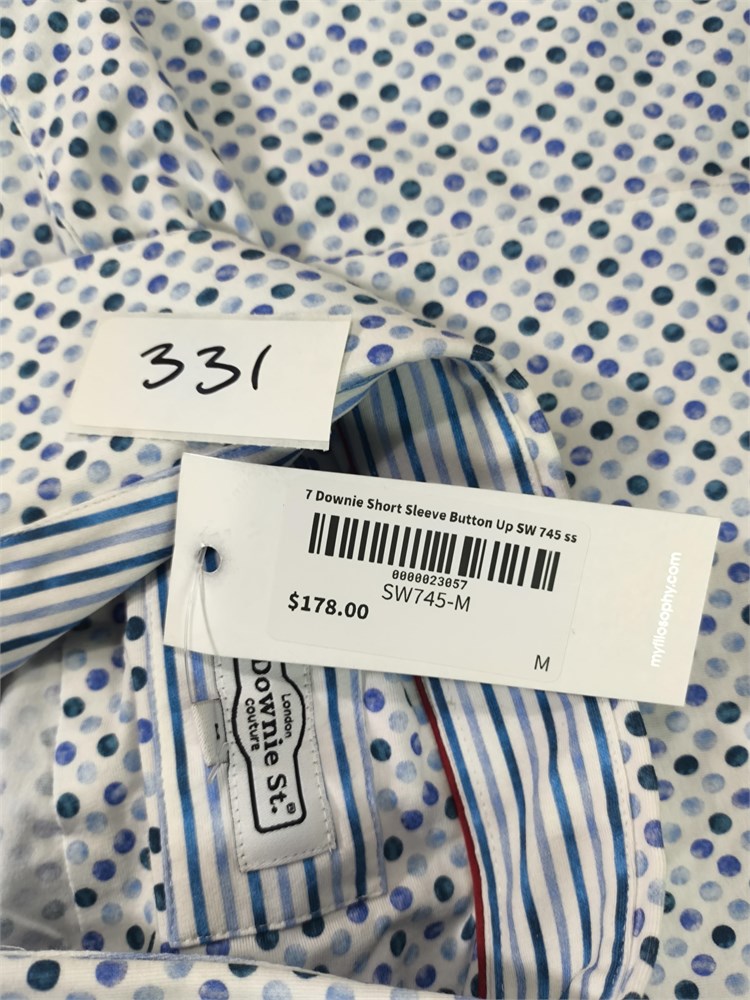 331
7 Downie Short Sleeve Button Up SW 745 ss
0000023057
SW745-M
$178.00
M
myfilosophy.com
London
Downie St.®
couture